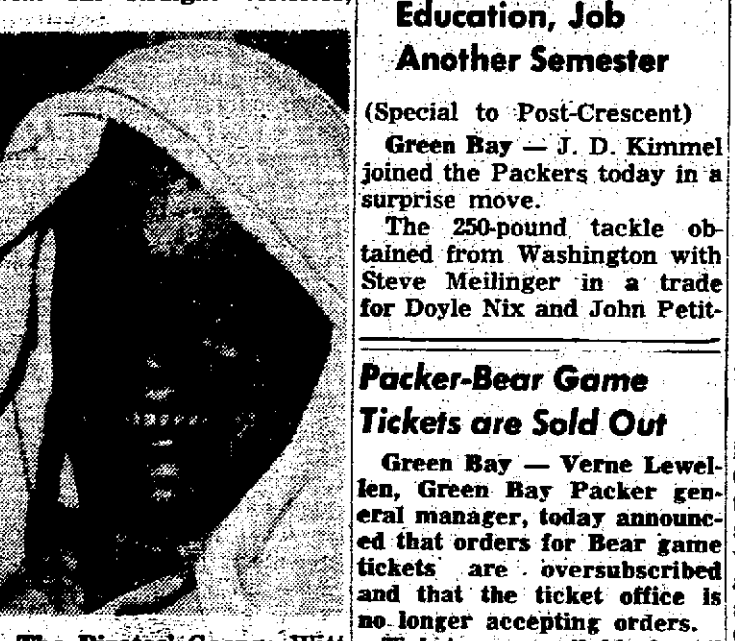 Education, Job
Another Semester
(Special to Post-Crescent)
Green Bay — J. D. Kimmel
joined the Packers today in a
surprise move.
The 250-pound tackle ob-
tained from Washington with
Steve Meilinger in a trade
for Doyle Nix and John Petit-
Packer-Bear Game
Tickets are Sold Out
Green Bay — Verne Lewel-
len, Green Bay Packer gen-
eral manager, today announc-
ed that orders for Bear game
tickets are oversubscribed
and that the ticket office is
no longer accepting orders.